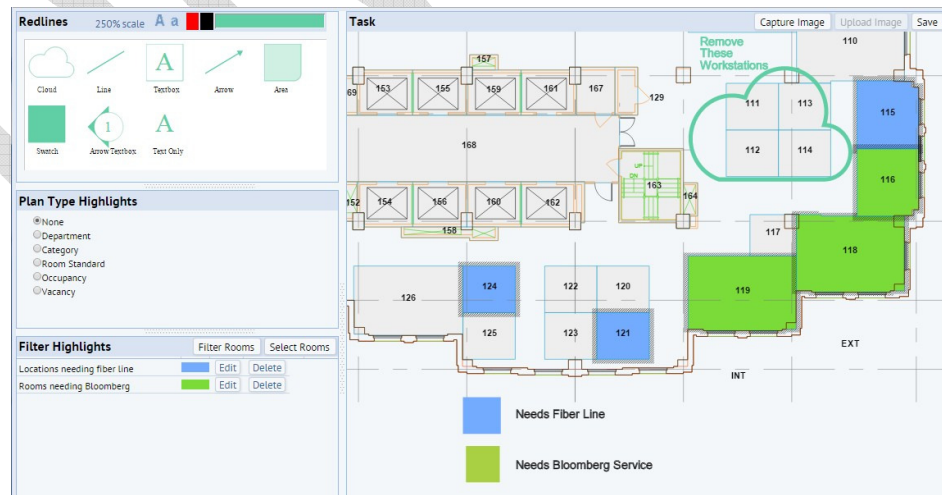 Redlines 250% scale A a
A
Cloud Line Textbox Arrow Area
1 A
Swatch Arrow Textbox Text Only
Plan Type Highlights
None
Department
Category
Room Standard
Occupancy
Vacancy
Filter Highlights Filter Rooms Select Rooms
Locations needing fiber line Edit Delete
Rooms needing Bloomberg Edit Delete
Task Capture Image Upload Image Save
Remove
These
Workstations
110
157
69 153 155 159 161 167 129
111 113 115
168
112 114
UP
DN
163 164
116
152 154 156 160 162
158
117
118
126 124 122 120 119
125 123 121
EXT
INT
Needs Fiber Line
Needs Bloomberg Service